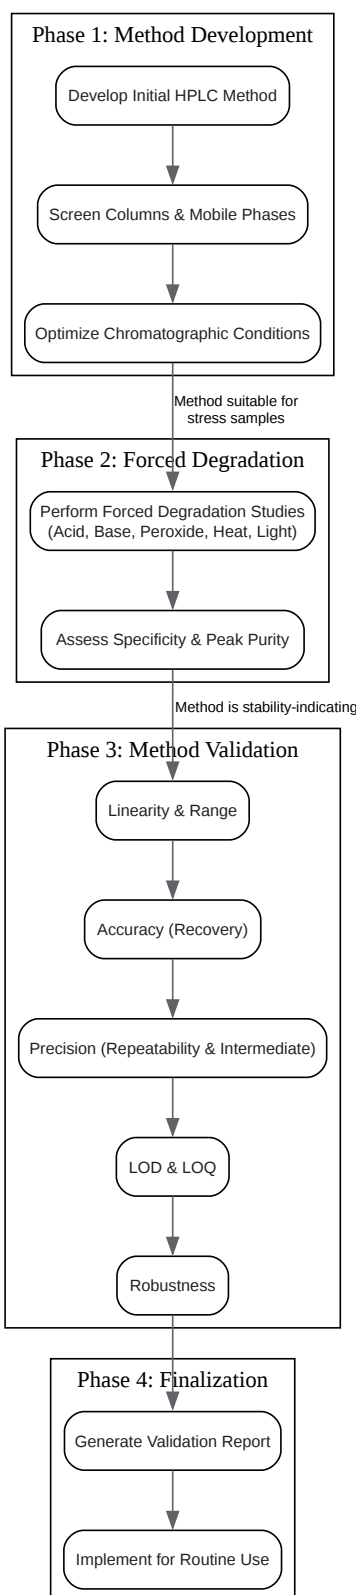 Phase 1: Method Development
Develop Initial HPLC Method
Screen Columns & Mobile Phases
Optimize Chromatographic Conditions
Method suitable for
stress samples
Phase 2: Forced Degradation
Perform Forced Degradation Studies
(Acid, Base, Peroxide, Heat, Light)
Assess Specificity & Peak Purity
Method is stability-indicating
Phase 3: Method Validation
Linearity & Range
Accuracy (Recovery)
Precision (Repeatability & Intermediate)
LOD & LOQ
Robustness
Phase 4: Finalization
Generate Validation Report
Implement for Routine Use